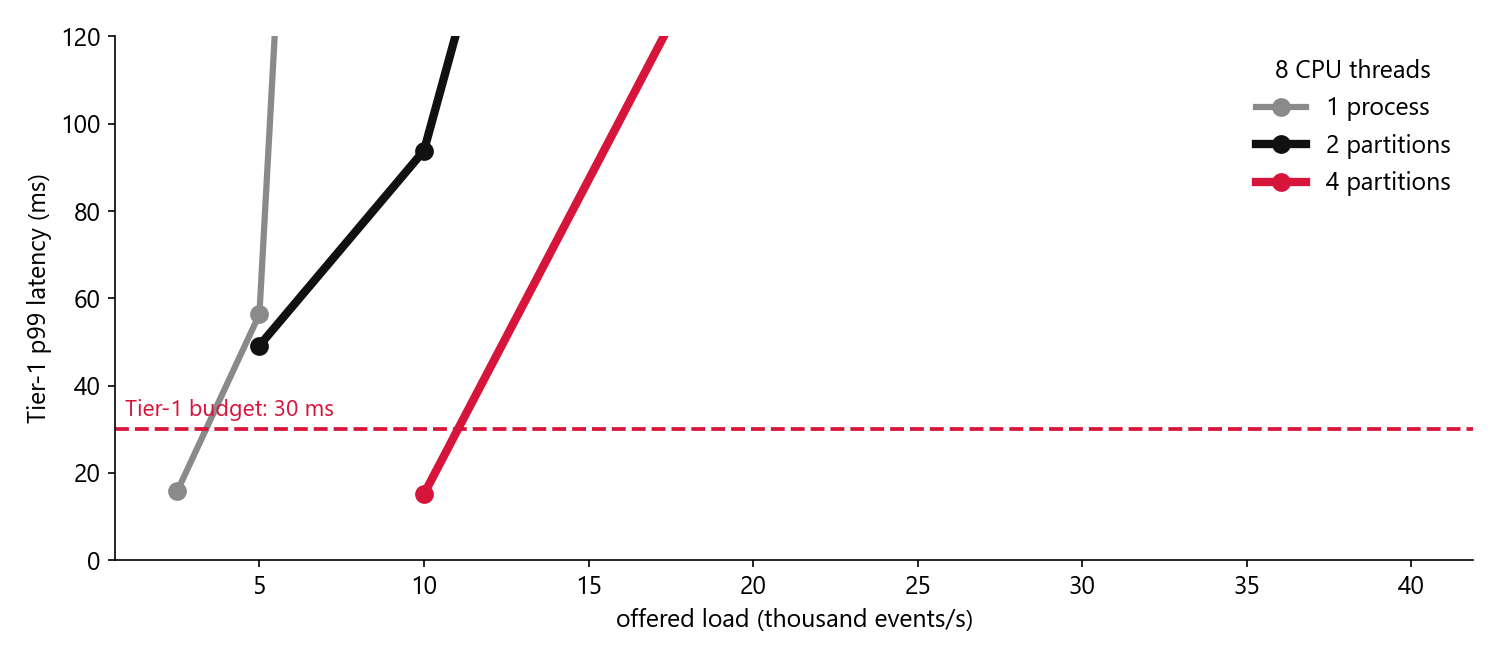 120
100
80
60
40
20
0
Tier-1 p99 latency (ms)
Tier-1 budget: 30 ms
8 CPU threads
1 process
2 partitions
4 partitions
5 10 15 20 25 30 35 40
offered load (thousand events/s)